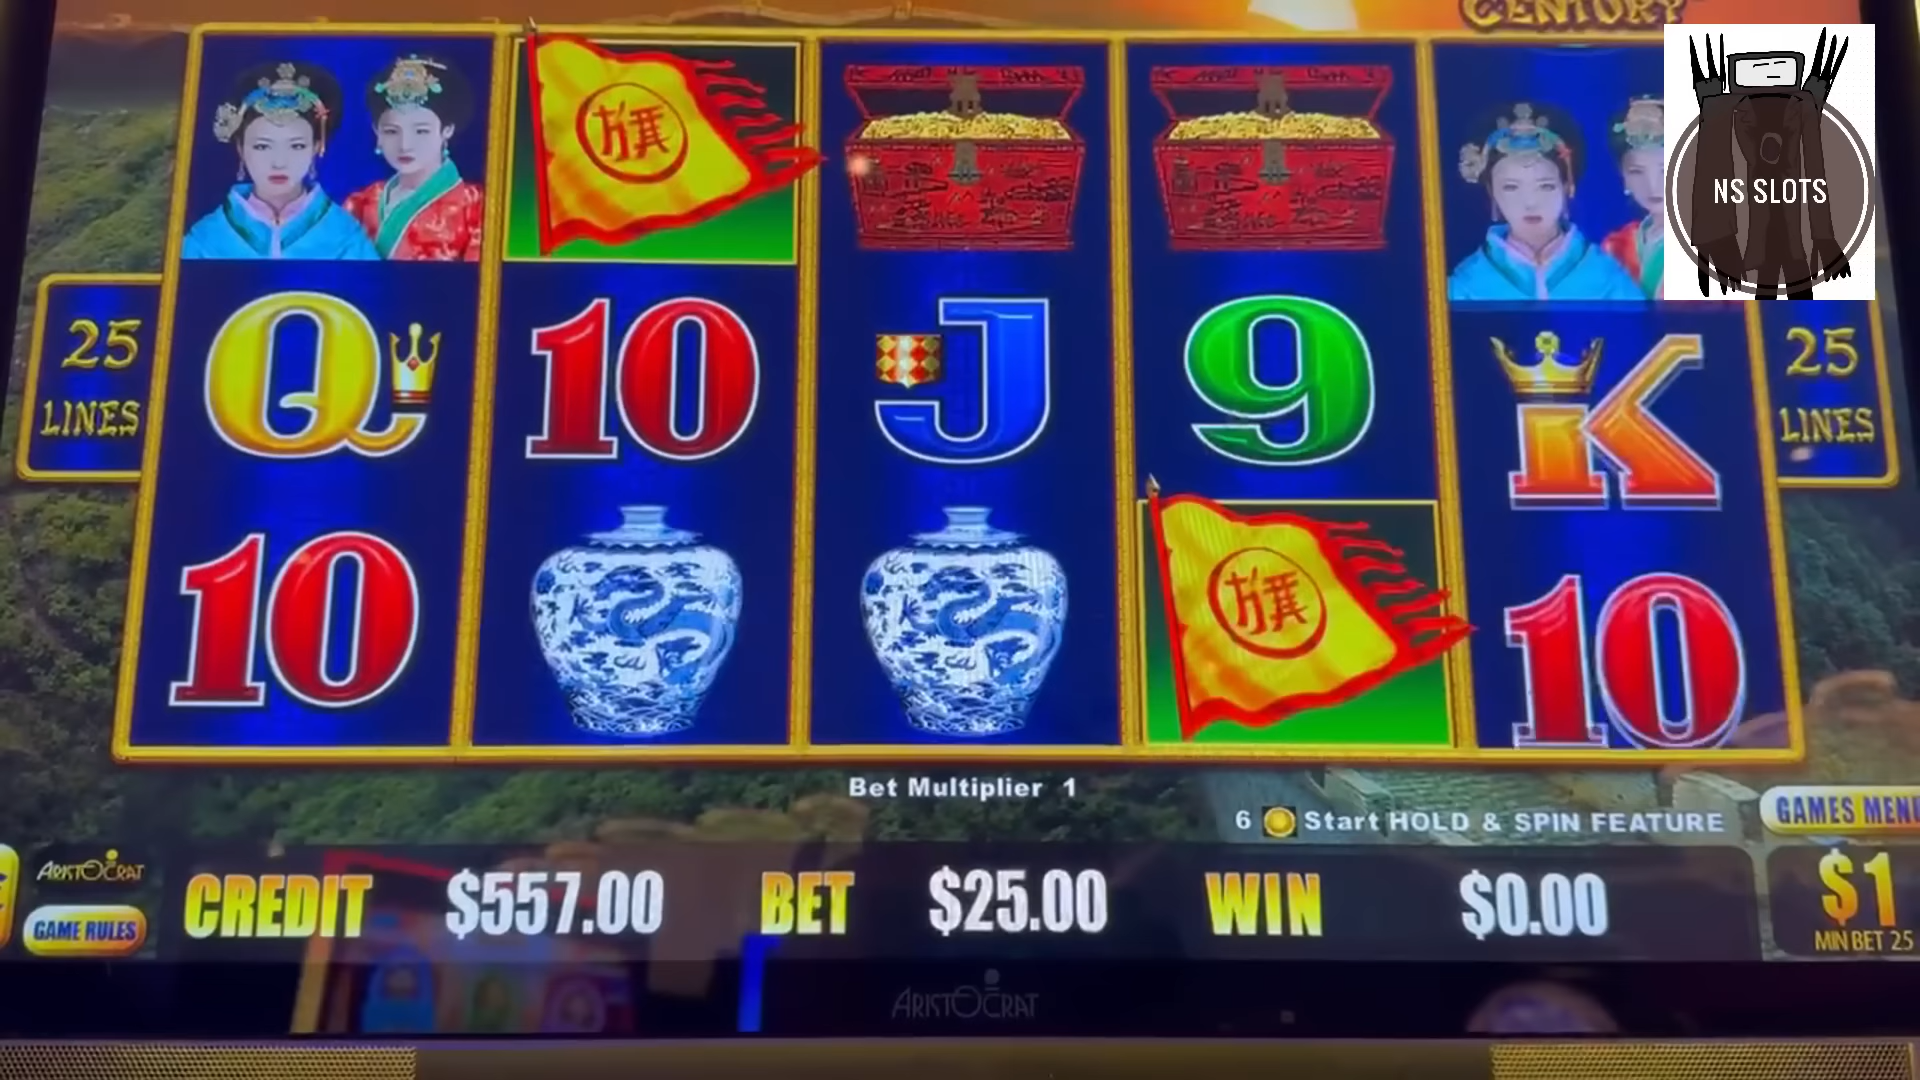 CENTURY
NS SLOTS
旗
25
LINES
Q
10
J
9
K
25
LINES
10
旗
10
Bet Multiplier 1
6 Start HOLD & SPIN FEATURE
GAMES MENU
ARISTOCRAT
GAME RULES
CREDIT $557.00 BET $25.00 WIN $0.00
$1
MIN BET 25
ARISTOCRAT